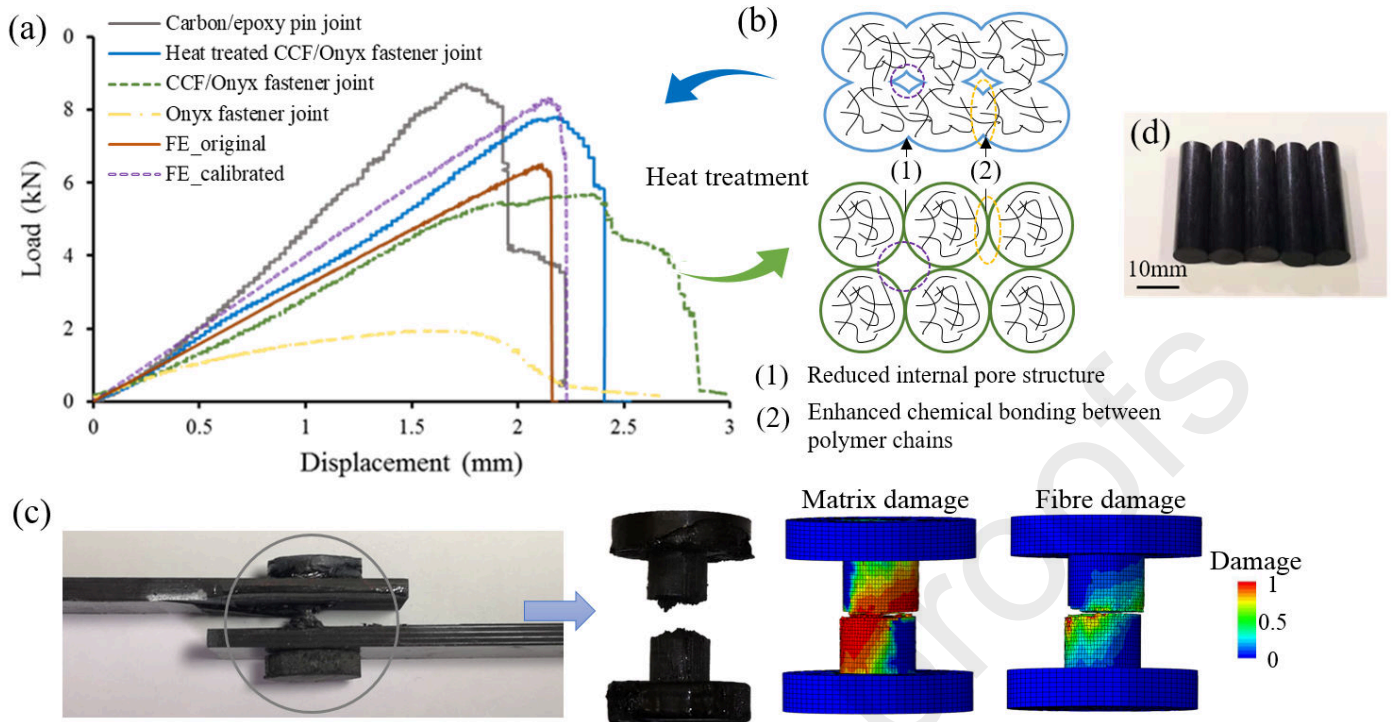 (a)
Carbon/epoxy pin joint
Heat treated CCF/Onyx fastener joint
CCF/Onyx fastener joint
Onyx fastener joint
FE_original
FE_calibrated
0
8
6
4
2
0
Load (kN)
0 0.5 1 1.5 2 2.5 3
Displacement (mm)
Heat treatment
(b)
(1) (2)
(1) Reduced internal pore structure
(2) Enhanced chemical bonding between
polymer chains
(d)
10mm
(c)
Matrix damage
Fibre damage
Damage
1
0.5
0
roofs